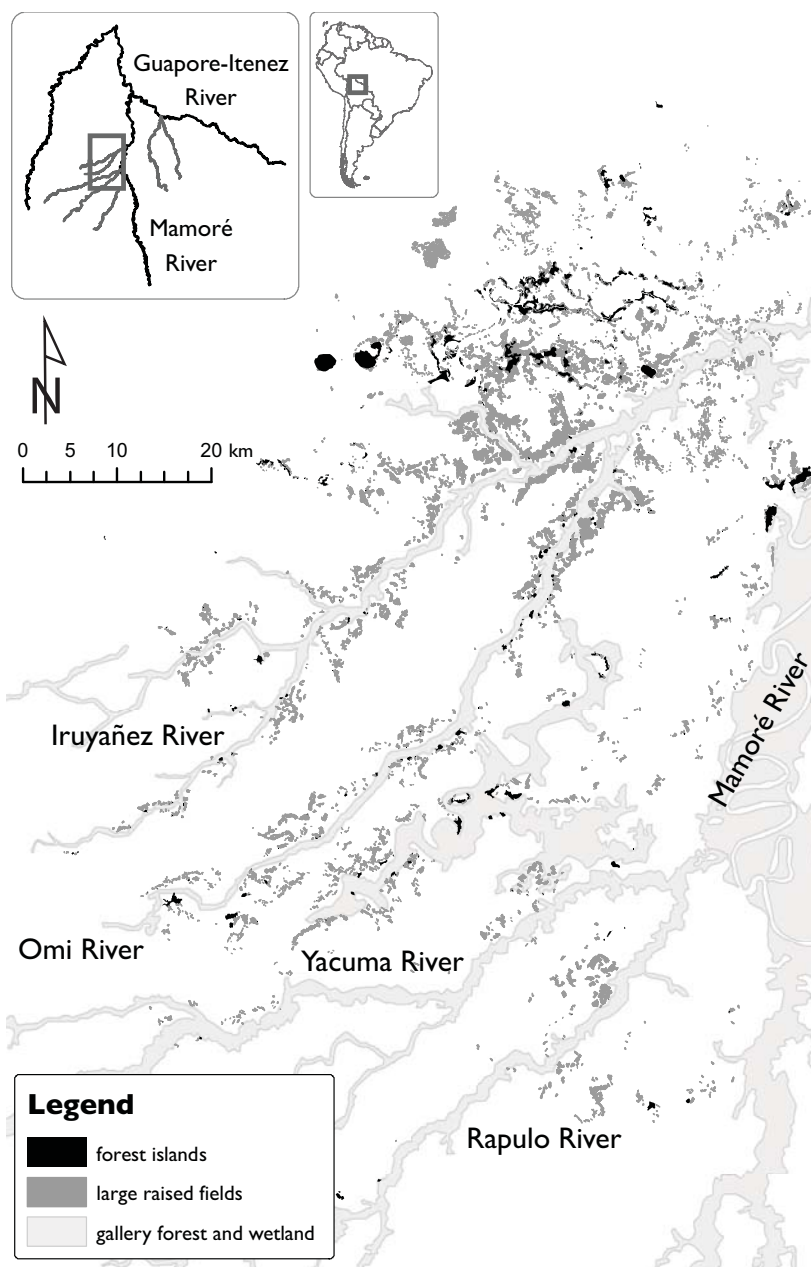 Guapore-Itenez
River
Mamoré
River
N
0 5 10 20 km
Iruyañez River
Mamoré River
Omi River
Yacuma River
Rapulo River
Legend
forest islands
large raised fields
gallery forest and wetland